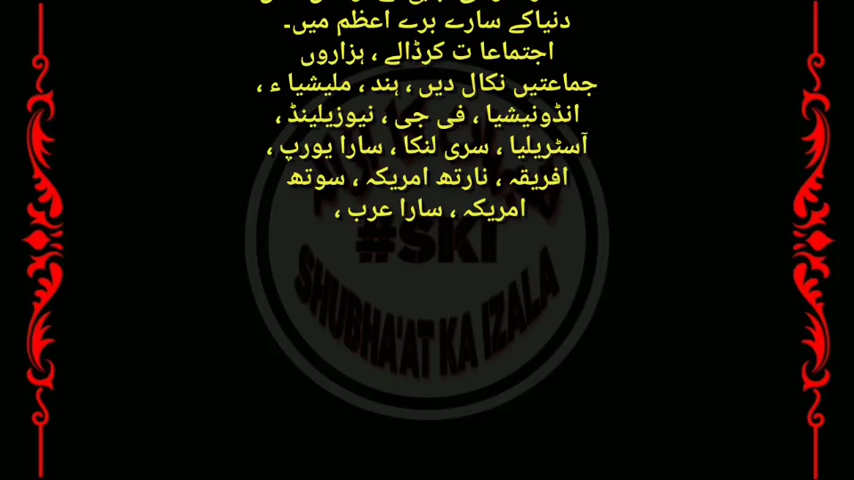 دنیاکے سارے برے اعظم میں۔
اجتماعا ت کرڈالے ، ہزاروں
جماعتیں نکال دیں ، ہند ، ملیشیا ء ،
انڈونیشیا ، فی جی ، نیوزیلینڈ ،
آسٹریلیا ، سری لنکا ، سارا یورپ ،
افریقہ ، نارتھ امریکہ ، سوتھ
امریکہ ، سارا عرب ،
#SKI
SHUBHA'AT KA IZALA